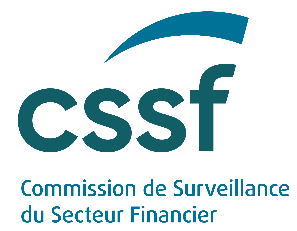 cssf
Commission de Surveillance
du Secteur Financier